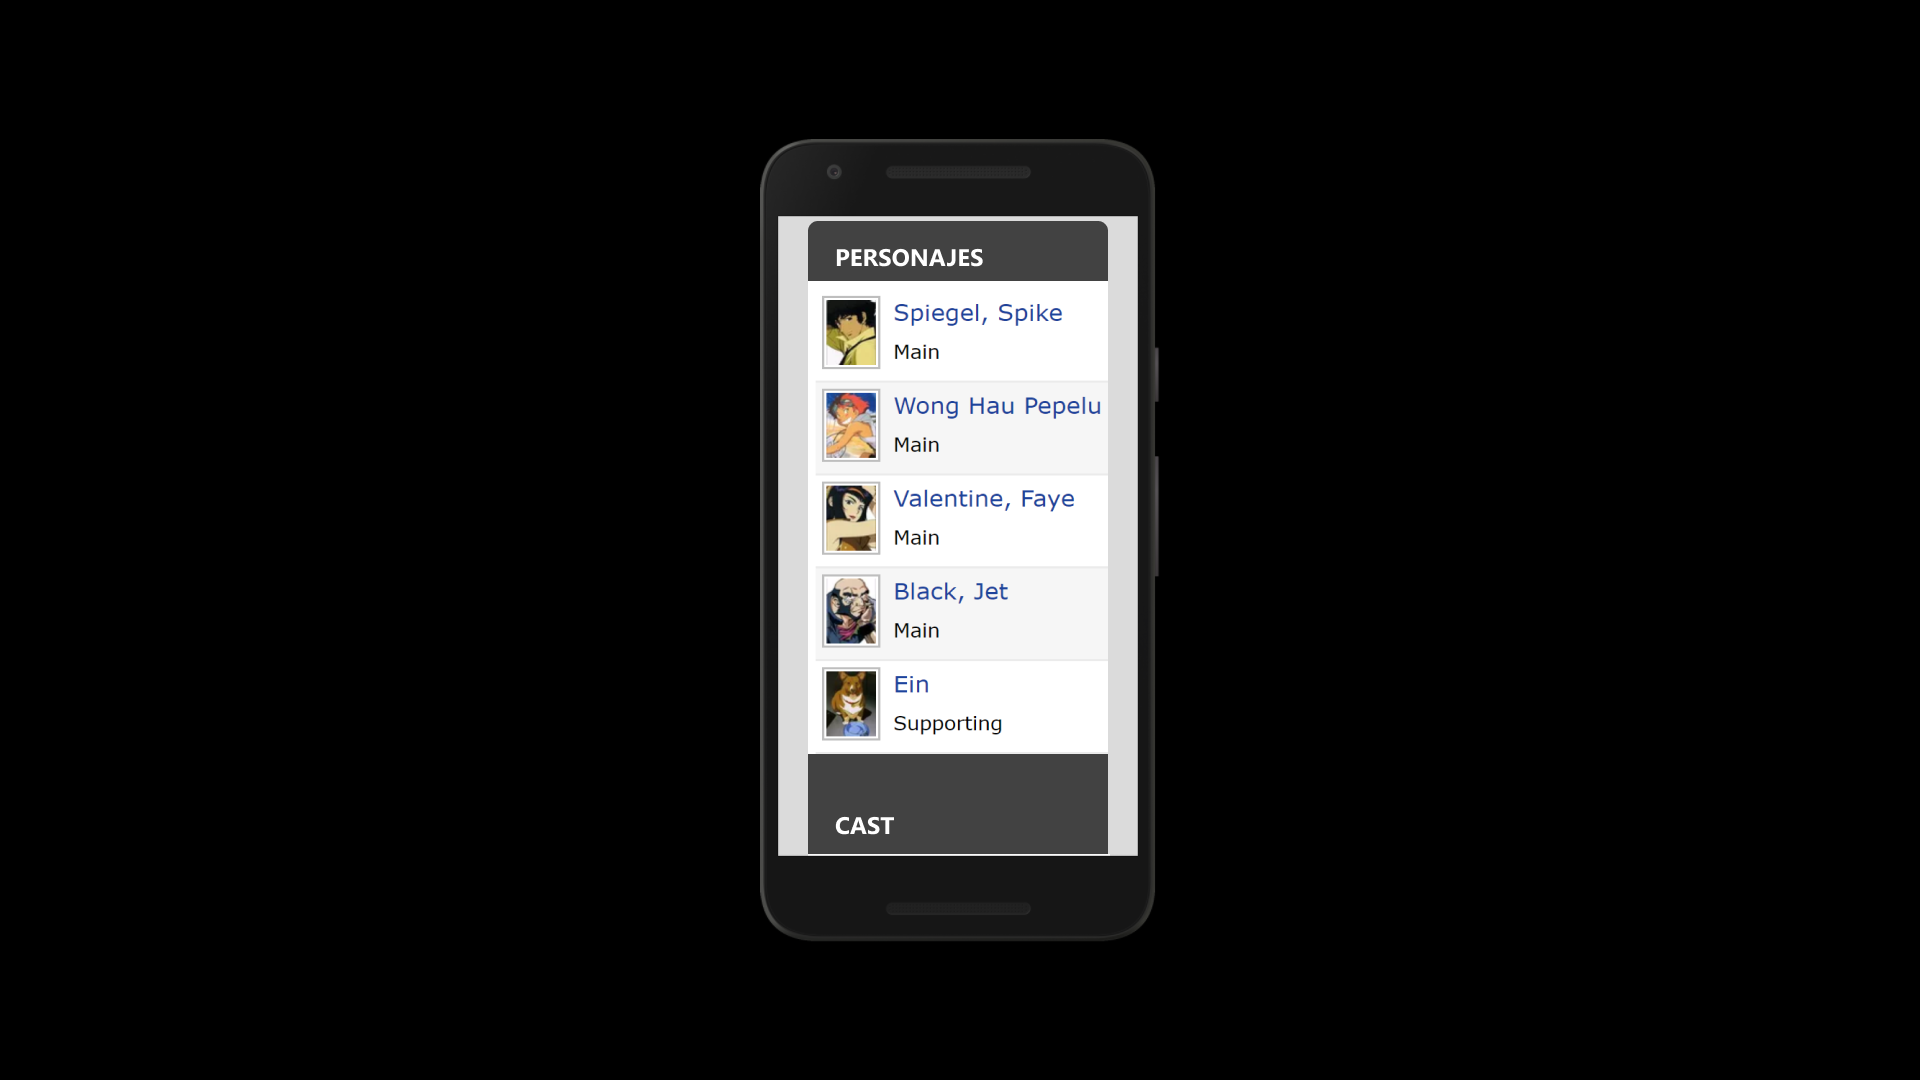 PERSONAJES
Spiegel, Spike
Main
Wong Hau Pepelu
Main
Valentine, Faye
Main
Black, Jet
Main
Ein
Supporting
CAST